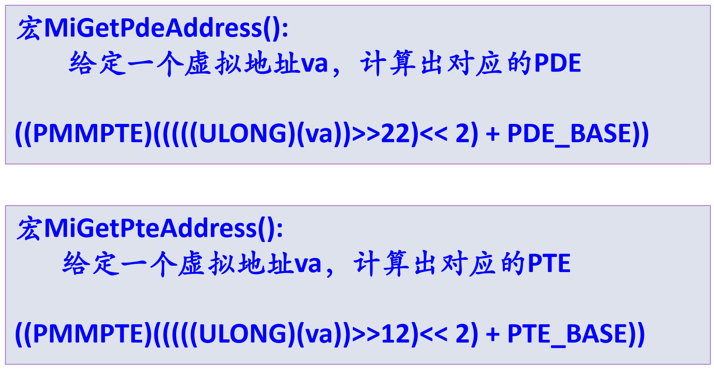 宏MiGetPdeAddress():
给定一个虚拟地址va，计算出对应的PDE
((PMMPTE)(((((ULONG)(va))>>22)<< 2) + PDE_BASE))
宏MiGetPteAddress():
给定一个虚拟地址va，计算出对应的PTE
((PMMPTE)(((((ULONG)(va))>>12)<< 2) + PTE_BASE))